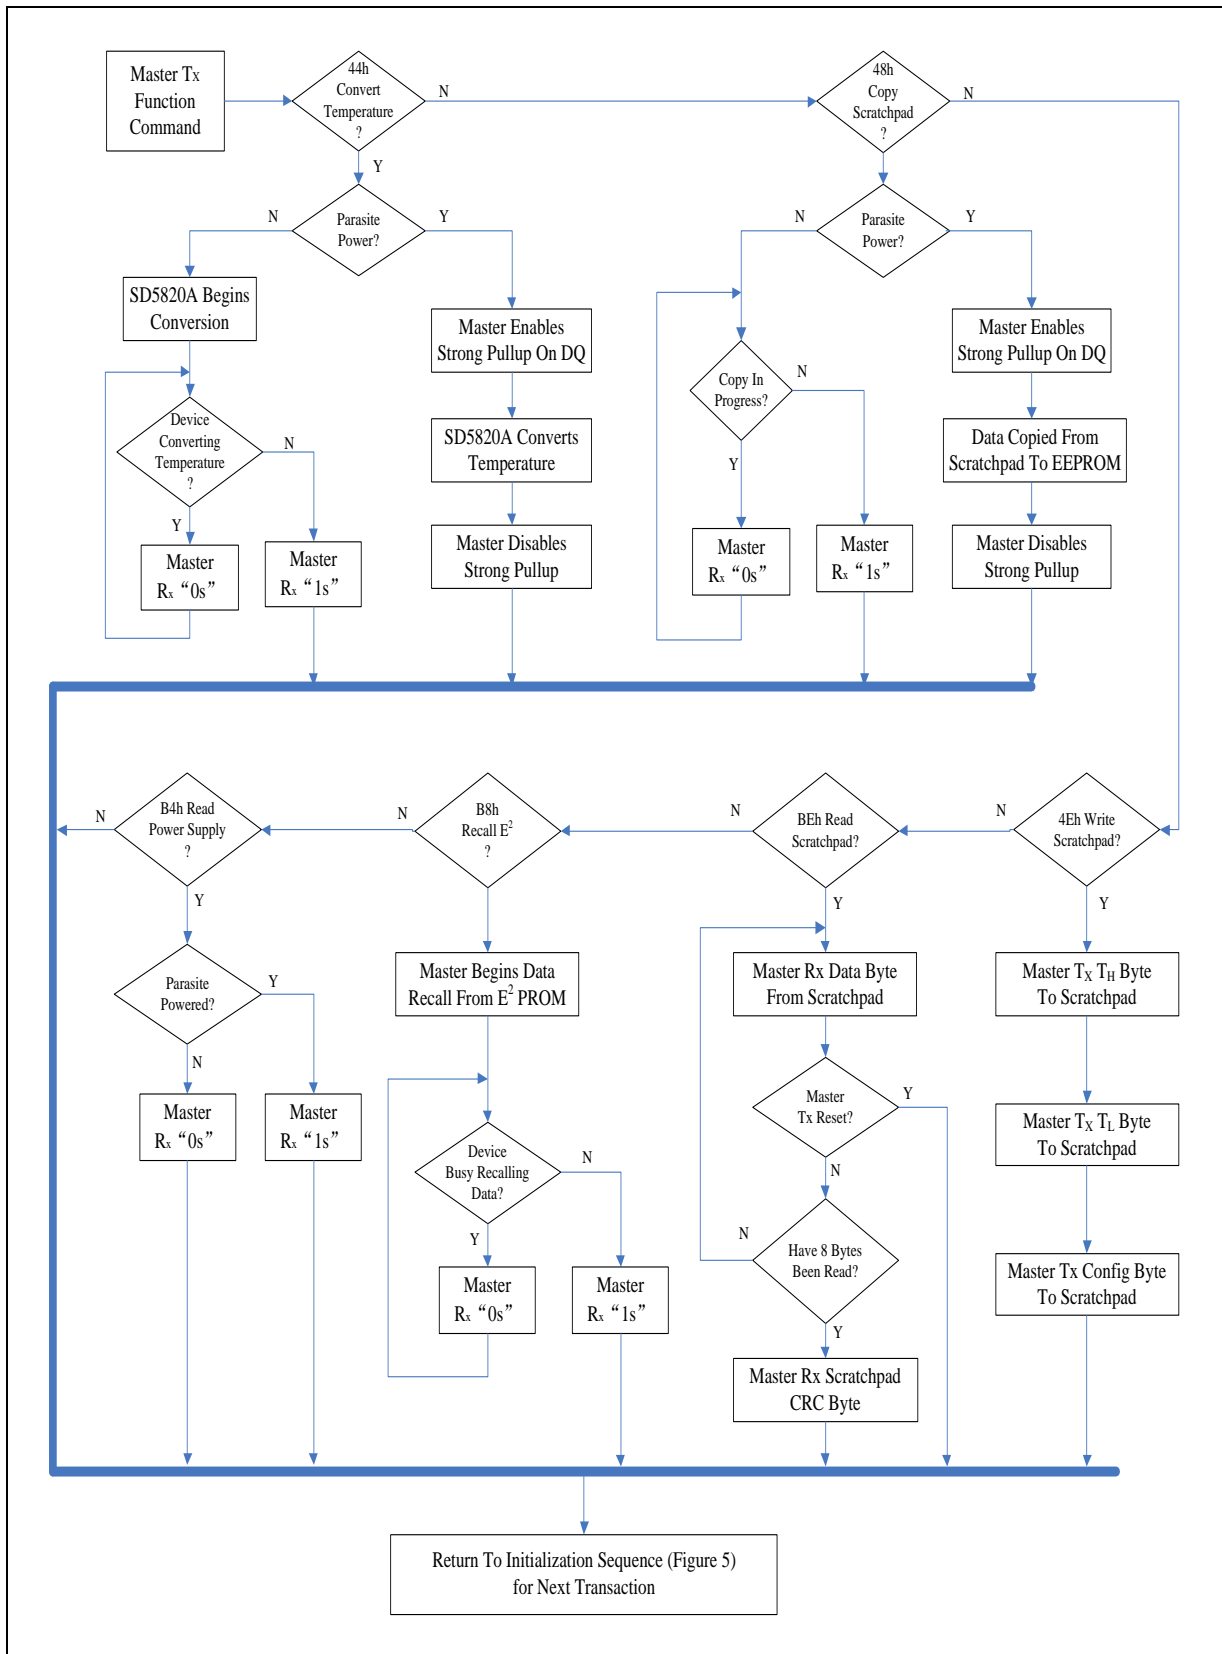 Master Tx
Function
Command
44h
Convert
Temperature
?
N
Y
48h
Copy
Scratchpad
?
N
Parasite
Power?
N
Y
SD5820A Begins
Conversion
Device
Converting
Temperature
?
N
Y
Master
Rx “0s”
Master
Rx “1s”
Master Enables
Strong Pullup On DQ
SD5820A Converts
Temperature
Master Disables
Strong Pullup
Parasite
Power?
N
Y
Copy In
Progress?
N
Y
Master
Rx “0s”
Master
Rx “1s”
Master Enables
Strong Pullup On DQ
Data Copied From
Scratchpad To EEPROM
Master Disables
Strong Pullup
4Eh Write
Scratchpad?
N
Y
BEh Read
Scratchpad?
N
Y
B8h
Recall E²
?
N
B4h Read
Power Supply
?
N
Y
Parasite
Powered?
Y
N
Master
Rx “0s”
Master
Rx “1s”
Master Begins Data
Recall From E² PROM
Device
Busy Recalling
Data?
N
Y
Master
Rx “0s”
Master
Rx “1s”
Master Rx Data Byte
From Scratchpad
Master
Tx Reset?
Y
N
Have 8 Bytes
Been Read?
N
Y
Master Rx Scratchpad
CRC Byte
Master TX TH Byte
To Scratchpad
Master TX TL Byte
To Scratchpad
Master Tx Config Byte
To Scratchpad
Return To Initialization Sequence (Figure 5)
for Next Transaction